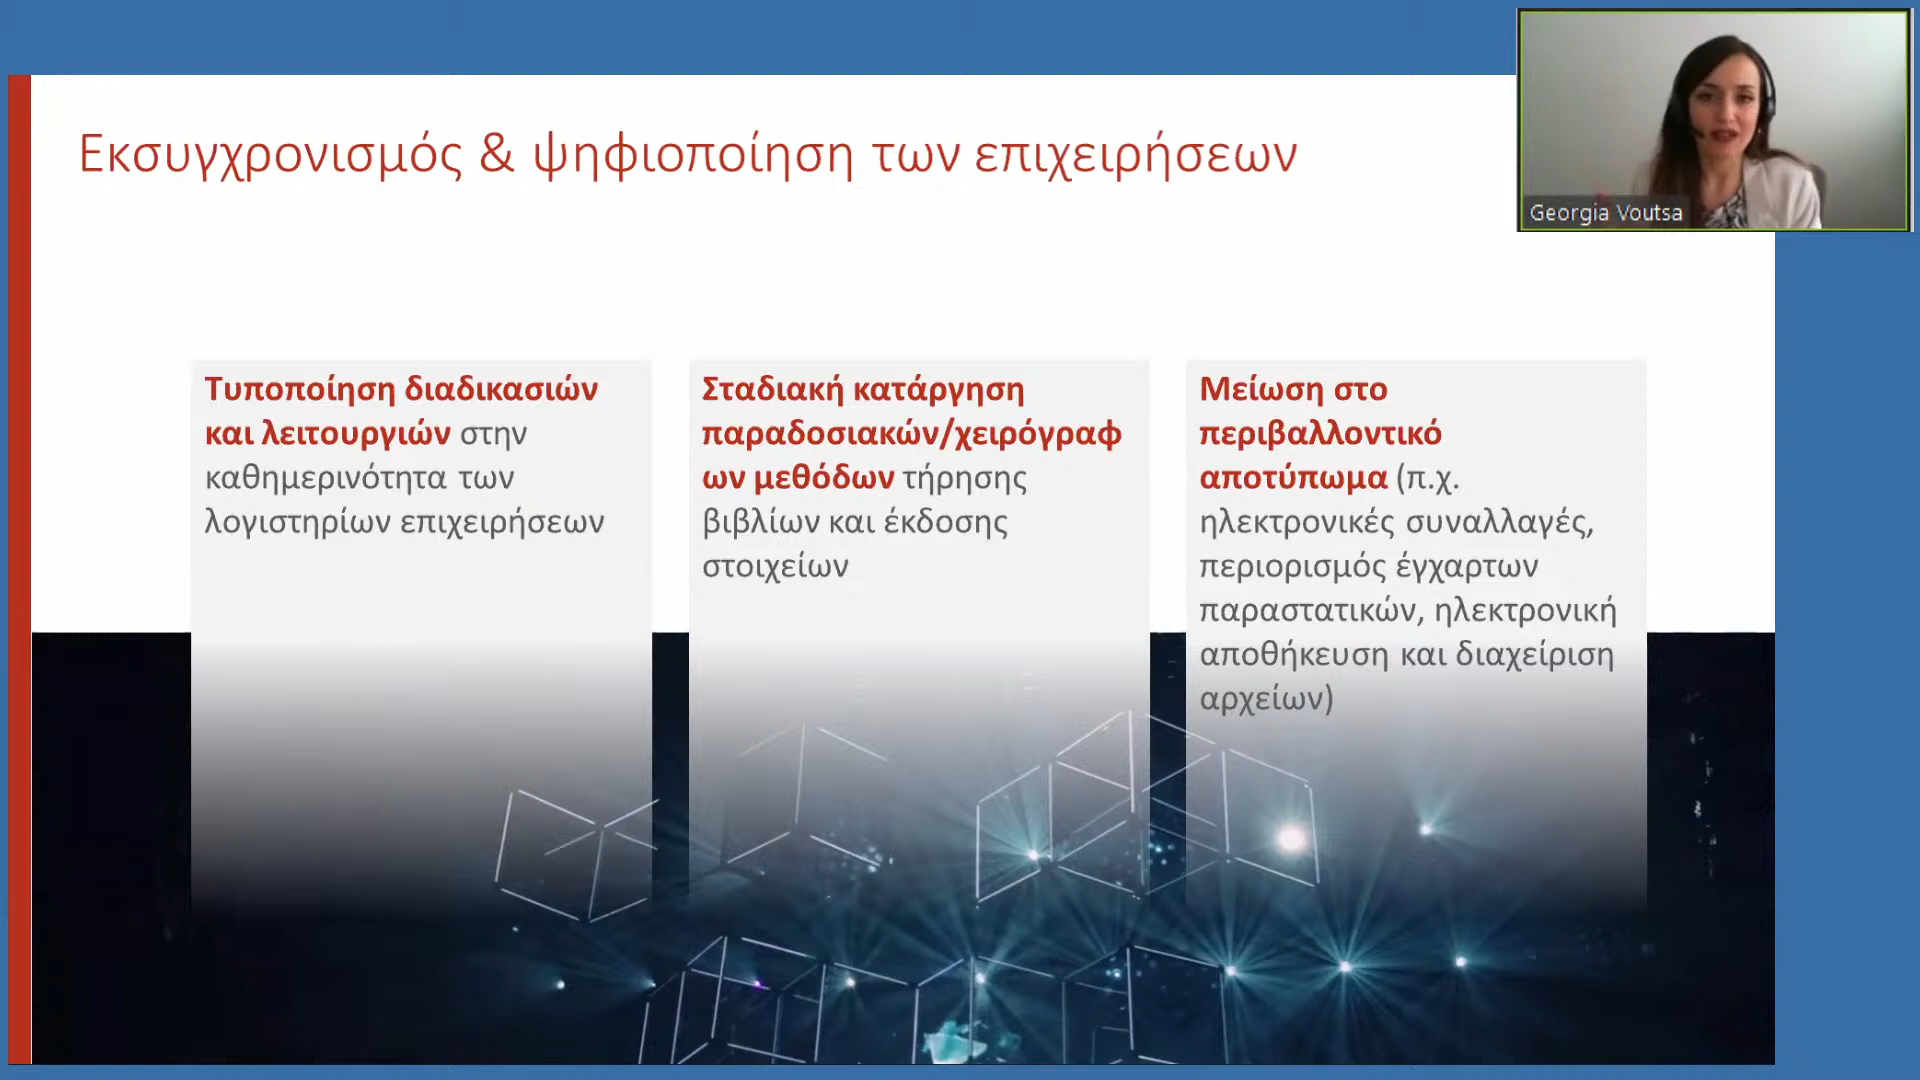 Εκσυγχρονισμός & ψηφιοποίηση των επιχειρήσεων
Georgia Voutsa
Τυποποίηση διαδικασιών
και λειτουργιών στην
καθημερινότητα των
λογιστηρίων επιχειρήσεων
Σταδιακή κατάργηση
παραδοσιακών/χειρόγραφ
ων μεθόδων τήρησης
βιβλίων και έκδοσης
στοιχείων
Μείωση στο
περιβαλλοντικό
αποτύπωμα (π.χ.
ηλεκτρονικές συναλλαγές,
περιορισμός έγχαρτων
παραστατικών, ηλεκτρονική
αποθήκευση και διαχείριση
αρχείων)